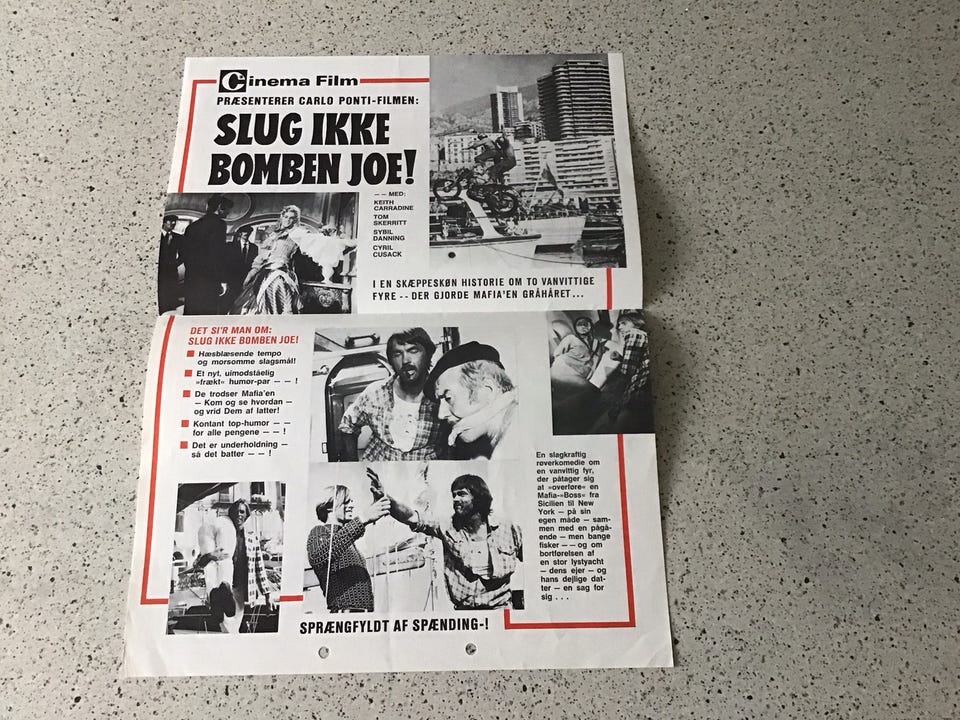 Cinema Film
PRÆSENTERER CARLO PONTI-FILMEN:
SLUG IKKE
BOMBEN JOE!
— — MED:
KEITH
CARRADINE
TOM
SKERRITT
SYBIL
DANNING
CYRIL
CUSACK
I EN SKÆPPESKØN HISTORIE OM TO VANVITTIGE
FYRE -- DER GJORDE MAFIA'EN GRÅHÅRET...
DET SI'R MAN OM:
SLUG IKKE BOMBEN JOE!
Hæsblæsende tempo
og morsomme slagsmål!
Et nyt, uimodståelig
»frækt« humor-par — — !
De trodser Mafia'en
— Kom og se hvordan —
og vrid Dem af latter!
Kontant top-humor — —
for alle pengene — — !
Det er underholdning —
så det batter — — !
En slagkraftig
røverkomedie om
en vanvittig fyr,
der påtager sig
at »overføre« en
Mafia-»Boss« fra
Sicilien til New
York — på sin
egen måde — sam-
men med en pågå-
ende — men bange
fisker — — og om
bortførelsen af
en stor lystyacht
— dens ejer — og
hans dejlige dat-
ter — en sag for
sig . . .
SPRÆNGFYLDT AF SPÆNDING-!